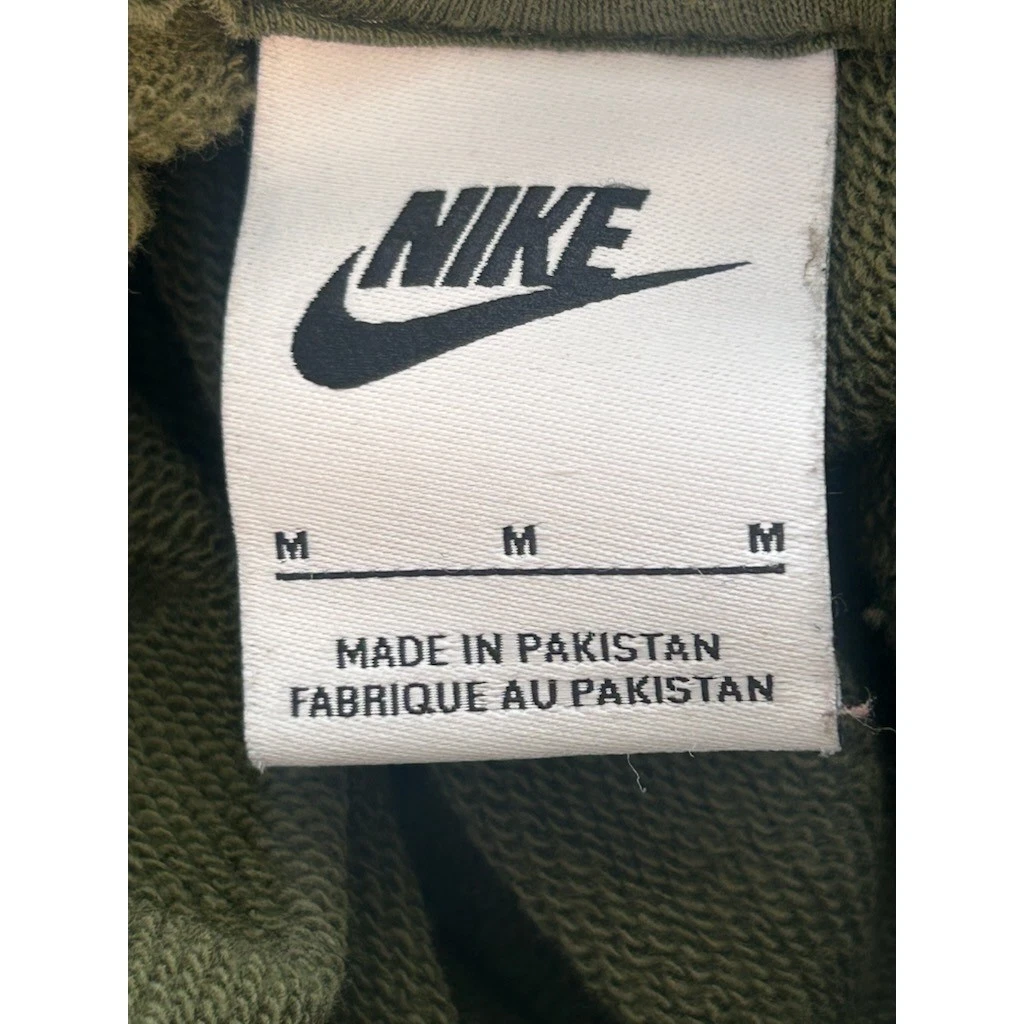 NIKE
M M M
MADE IN PAKISTAN
FABRIQUE AU PAKISTAN